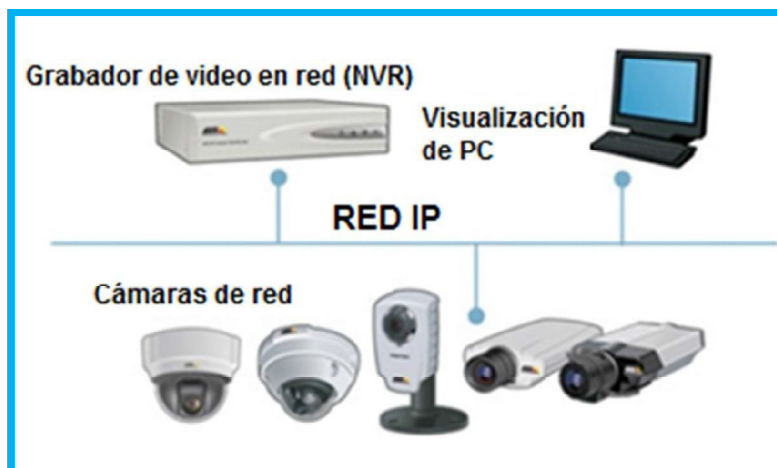 Grabador de video en red (NVR)
Visualización
de PC
RED IP
Cámaras de red